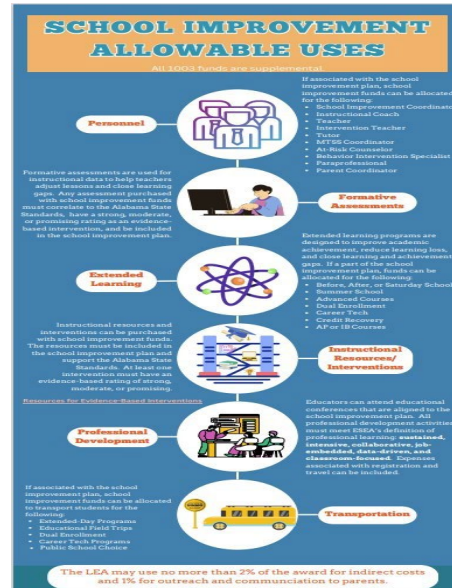 SCHOOL IMPROVEMENT
ALLOWABLE USES
All 1003 funds are supplemental
Personnel
If associated with the school
improvement plan, school
improvement funds can be allocated
for the following:
• School Improvement Coordinator
• Instructional Coach
• Teacher
• Intervention Teacher
• Tutor
• MTSS Coordinator
• At-Risk Counselor
• Behavior Intervention Specialist
• Paraprofessional
• Parent Coordinator
Formative assessments are used for
instructional data to help teachers
adjust lessons and close learning
gaps. Any assessment purchased
with school improvement funds
must correlate to the Alabama State
Standards, have a strong, moderate,
or promising rating as an evidence-
based intervention, and be included
in the school improvement plan.
Formative
Assessments
Extended
Learning
Extended learning programs are
designed to improve academic
achievement, reduce learning loss,
and close learning and achievement
gaps. If a part of the school
improvement plan, funds can be
allocated for the following:
• Before, After, or Saturday School
• Summer School
• Advanced Courses
• Dual Enrollment
• Career Tech
• Credit Recovery
• AP or IB Courses
Instructional resources and
interventions can be purchased
with school improvement funds.
The resources must be included in
the school improvement plan and
support the Alabama State
Standards. At least one
intervention must have an
evidence-based rating of strong,
moderate, or promising.
Resources for Evidence-Based Interventions
Instructional
Resources/
Interventions
Professional
Development
Educators can attend educational
conferences that are aligned to the
school improvement plan. All
professional development activities
must meet ESEA's definition of
professional learning: sustained,
intensive, collaborative, job-
embedded, data-driven, and
classroom-focused. Expenses
associated with registration and
travel can be included.
If associated with the school
improvement plan, school
improvement funds can be allocated
to transport students for the
following:
• Extended-Day Programs
• Educational Field Trips
• Dual Enrollment
• Career Tech Programs
• Public School Choice
Transportation
The LEA may use no more than 2% of the award for indirect costs
and 1% for outreach and communciation to parents.